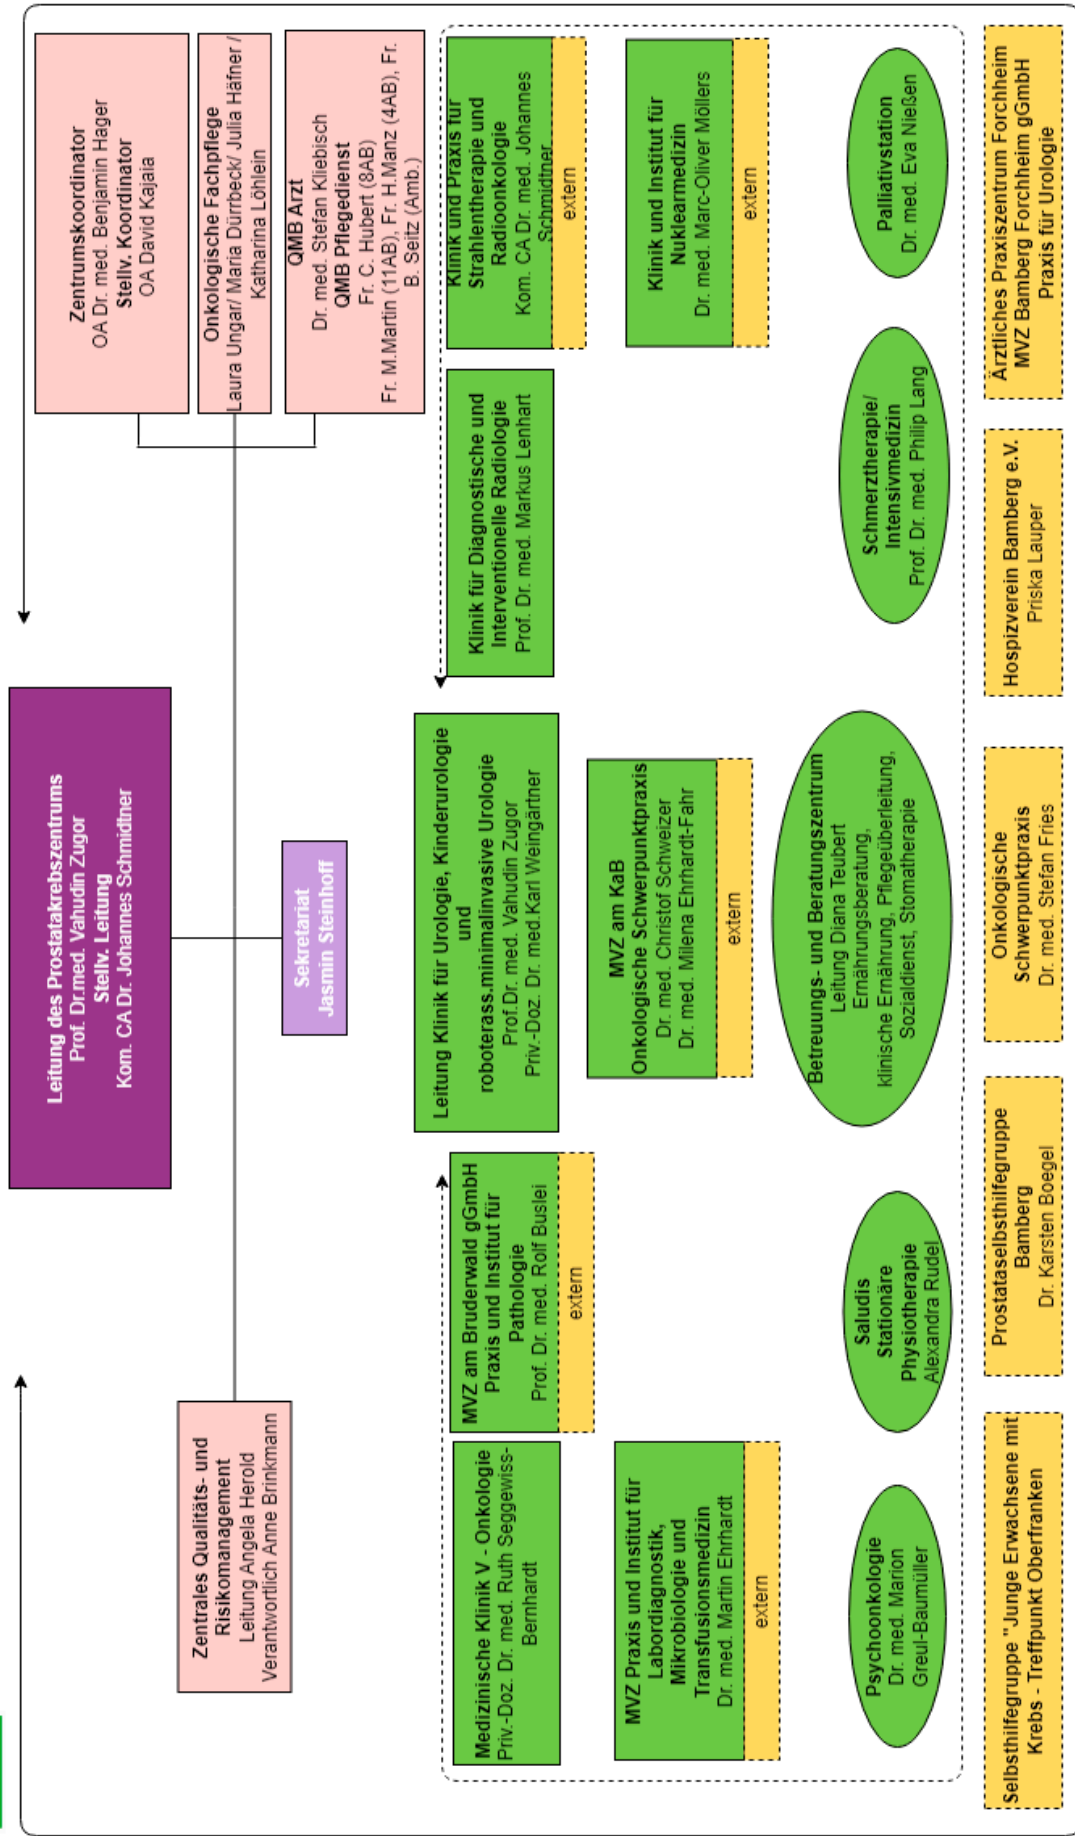 Leitung des Prostatakrebszentrums
Prof. Dr.med. Vahudin Zugor
Stellv. Leitung
Kom. CA Dr. Johannes Schmidtner
Sekretariat
Jasmin Steinhoff
Zentrales Qualitäts- und
Risikomanagement
Leitung Angela Herold
Verantwortlich Anne Brinkmann
Zentrumskoordinator
OA Dr. med. Benjamin Hager
Stellv. Koordinator
OA David Kajaia
Onkologische Fachpflege
Laura Ungar/ Maria Dürrbeck/ Julia Häfner /
Katharina Löhlein
QMB Arzt
Dr. med. Stefan Kliebisch
QMB Pflegedienst
Fr. C. Hubert (8AB)
Fr. M.Martin (11AB), Fr. H.Manz (4AB), Fr.
B. Seitz (Amb.)
Medizinische Klinik V - Onkologie
Priv.-Doz. Dr. med. Ruth Seggewiss-
Bernhardt
MVZ am Bruderwald gGmbH
Praxis und Institut für
Pathologie
Prof. Dr. med. Rolf Buslei
extern
Leitung Klinik für Urologie, Kinderurologie
und
roboterass.minimalinvasive Urologie
Prof.Dr. med. Vahudin Zugor
Priv.-Doz. Dr. med.Karl Weingärtner
Klinik für Diagnostische und
Interventionelle Radiologie
Prof. Dr. med. Markus Lenhart
Klinik und Praxis für
Strahlentherapie und
Radioonkologie
Kom. CA Dr. med. Johannes
Schmidtner
extern
MVZ Praxis und Institut für
Labordiagnostik,
Mikrobiologie und
Transfusionsmedizin
Dr. med. Martin Ehrhardt
extern
MVZ am KaB
Onkologische Schwerpunktpraxis
Dr. med. Christof Schweizer
Dr. med. Milena Ehrhardt-Fahr
extern
Klinik und Institut für
Nuklearmedizin
Dr. med. Marc-Oliver Möllers
extern
Psychoonkologie
Dr. med. Marion
Greul-Baumüller
Saludis
Stationäre
Physiotherapie
Alexandra Rudel
Betreuungs- und Beratungszentrum
Leitung Diana Teubert
Ernährungsberatung,
klinische Ernährung, Pflegeüberleitung,
Sozialdienst, Stomatherapie
Schmerztherapie/
Intensivmedizin
Prof. Dr. med. Philip Lang
Palliativstation
Dr. med. Eva Nießen
Selbsthilfegruppe "Junge Erwachsene mit
Krebs - Treffpunkt Oberfranken
Prostataselbsthilfegruppe
Bamberg
Dr. Karsten Boegel
Onkologische
Schwerpunktpraxis
Dr. med. Stefan Fries
Hospizverein Bamberg e.V.
Priska Lauper
Ärztliches Praxiszentrum Forchheim
MVZ Bamberg Forchheim gGmbH
Praxis für Urologie